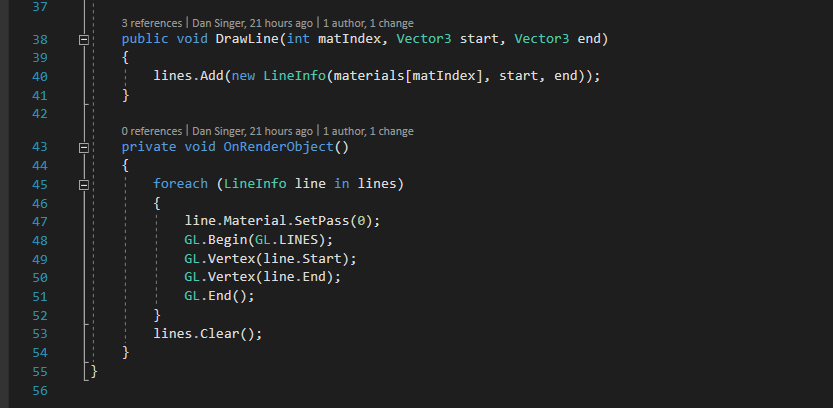 37
3 references | Dan Singer, 21 hours ago | 1 author, 1 change
38 public void DrawLine(int matIndex, Vector3 start, Vector3 end)
39 {
40 lines.Add(new LineInfo(materials[matIndex], start, end));
41 }
42
0 references | Dan Singer, 21 hours ago | 1 author, 1 change
43 private void OnRenderObject()
44 {
45 foreach (LineInfo line in lines)
46 {
47 line.Material.SetPass(0);
48 GL.Begin(GL.LINES);
49 GL.Vertex(line.Start);
50 GL.Vertex(line.End);
51 GL.End();
52 }
53 lines.Clear();
54 }
55 }
56